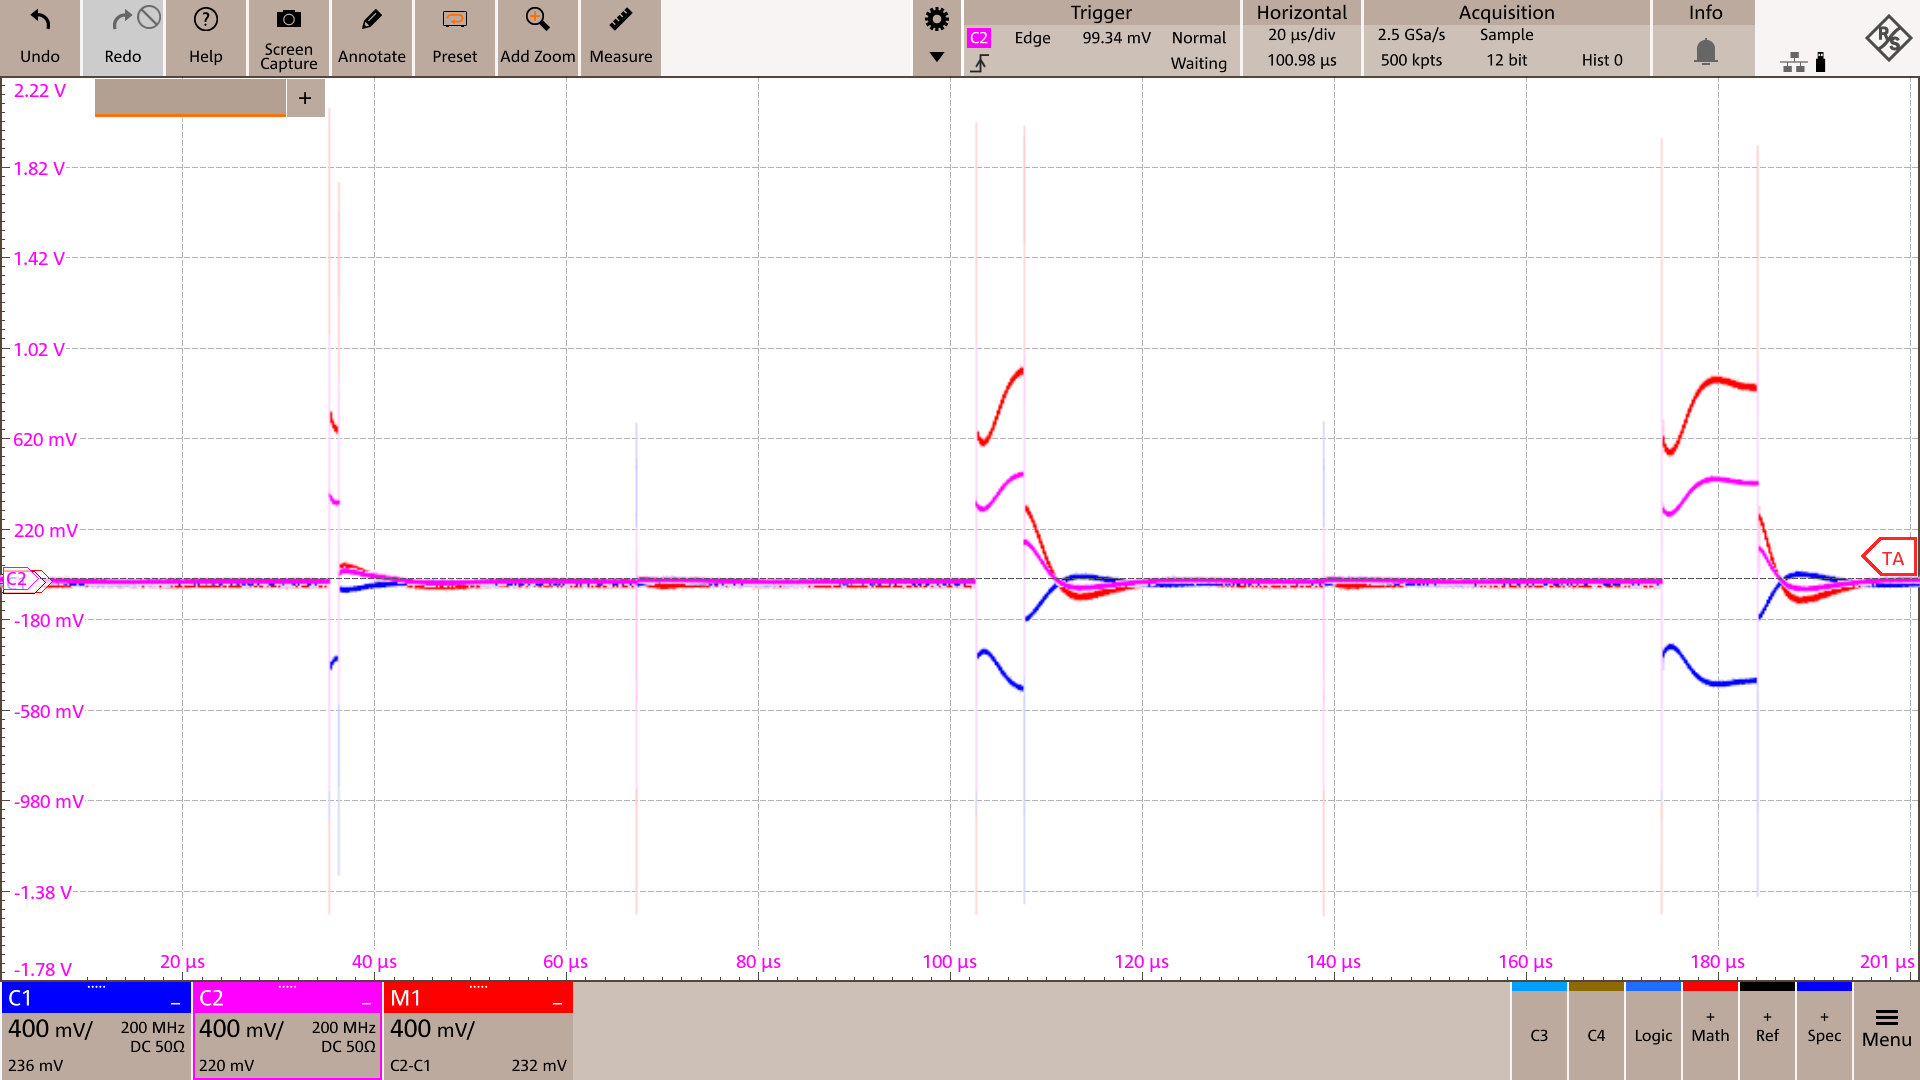 Undo
Redo
Help
Screen
Capture
Annotate
Preset
Add Zoom
Measure
Trigger
C2 Edge 99.34 mV Normal
Waiting
Horizontal
20 µs/div
100.98 µs
Acquisition
2.5 GSa/s Sample
500 kpts 12 bit Hist 0
Info
R&S
+
2.22 V
1.82 V
1.42 V
1.02 V
620 mV
220 mV
C2
TA
-180 mV
-580 mV
-980 mV
-1.38 V
-1.78 V
20 µs 40 µs 60 µs 80 µs 100 µs 120 µs 140 µs 160 µs 180 µs 201 µs
C1
400 mV/ 200 MHz
DC 50Ω
236 mV
C2
400 mV/ 200 MHz
DC 50Ω
220 mV
M1
400 mV/
C2-C1 232 mV
C3
C4
Logic
+
Math
+
Ref
+
Spec
Menu